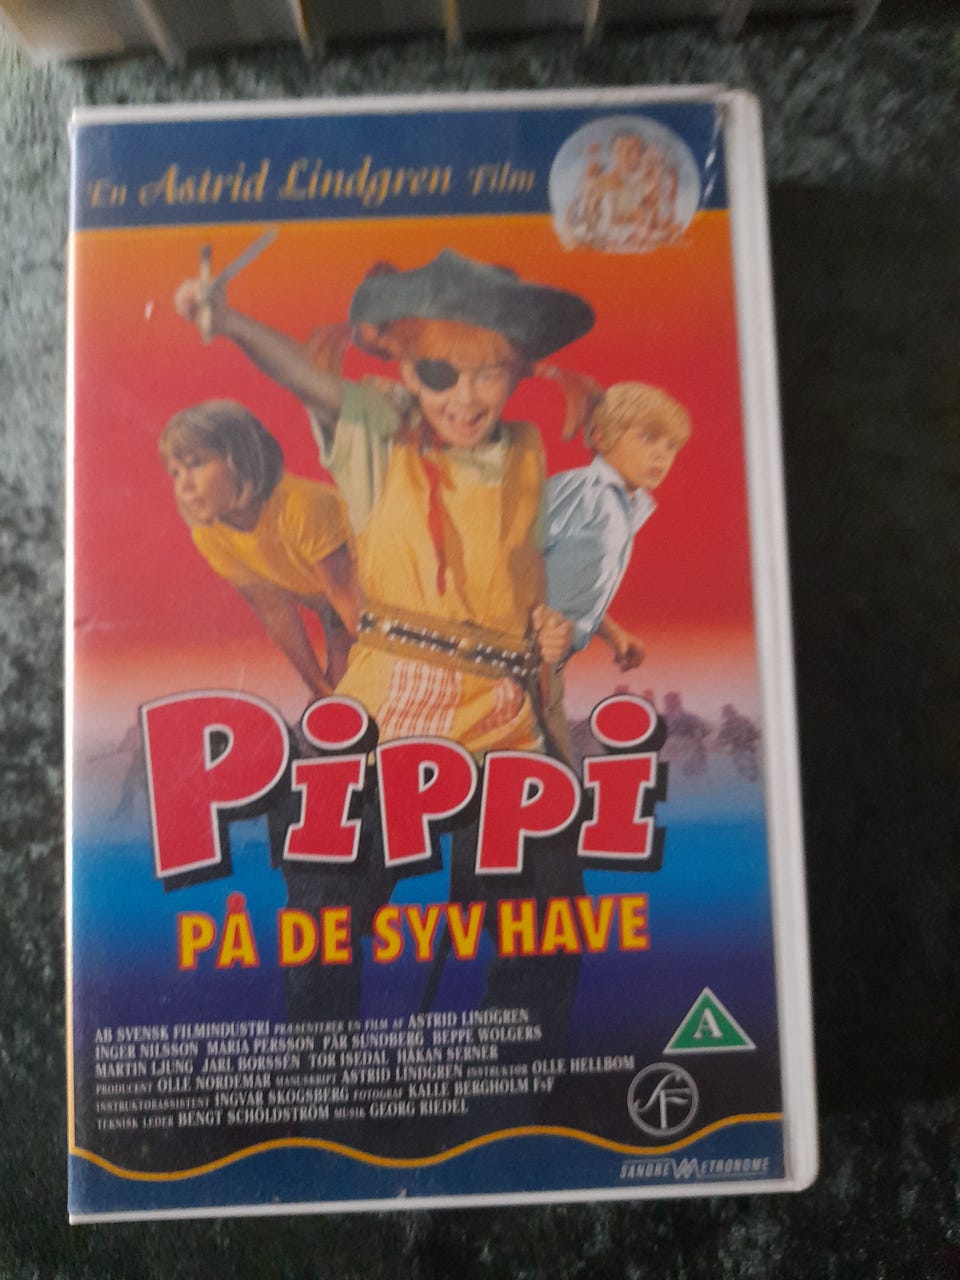 En Astrid Lindgren Film
Pippi
PÅ DE SYV HAVE
A
AB SVENSK FILMINDUSTRI PRÆSENTERER EN FILM AF ASTRID LINDGREN
INGER NILSSON MARIA PERSSON PÄR SUNDBERG BEPPE WOLGERS
MARTIN LJUNG JARL BORSSÉN TOR ISEDAL HÅKAN SERNER
PRODUCENT OLLE NORDEMAR MANUSKRIPT ASTRID LINDGREN INSTRUKTØR OLLE HELLBOM
INSTRUKTØRASSISTENT INGVAR SKOGSBERG FOTOGRAF KALLE BERGHOLM FSF
TEKNISK LEDER BENGT SCHÖLDSTRÖM MUSIK GEORG RIEDEL
SF
SANDREW METRONOME